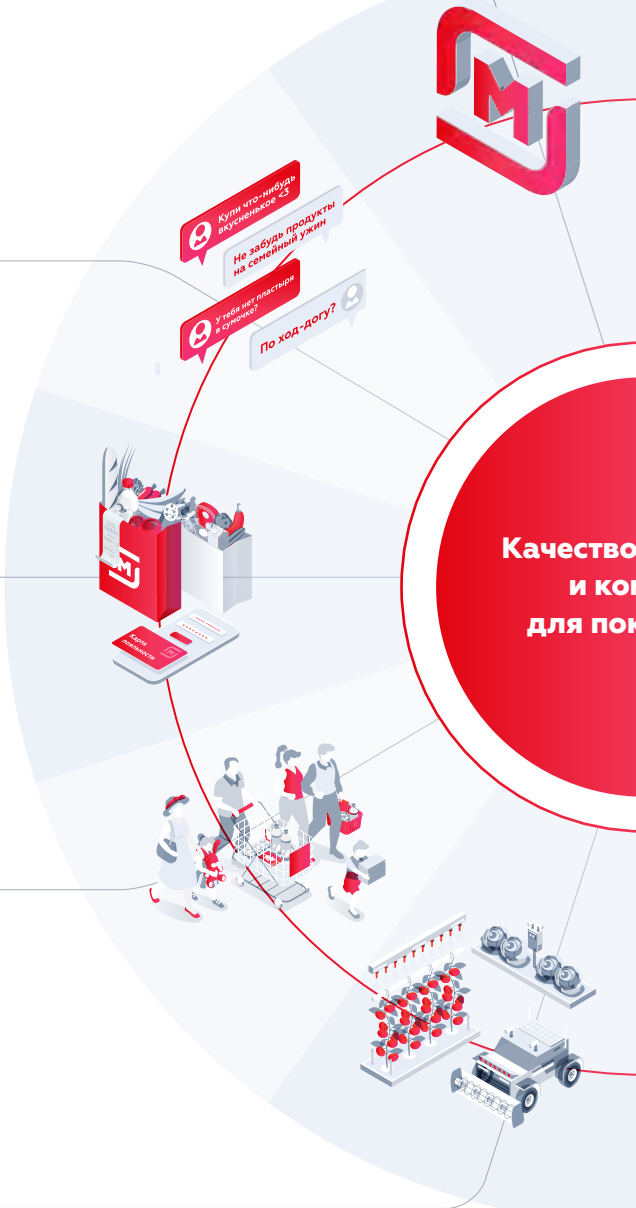 М
Купи что-нибудь
вкусненькое <3
Не забудь продукты
на семейный ужин
У тебя нет пластыря
в сумочке?
По ход-догу?
М
Карта
лояльности
М
Качество
и ко
для пок